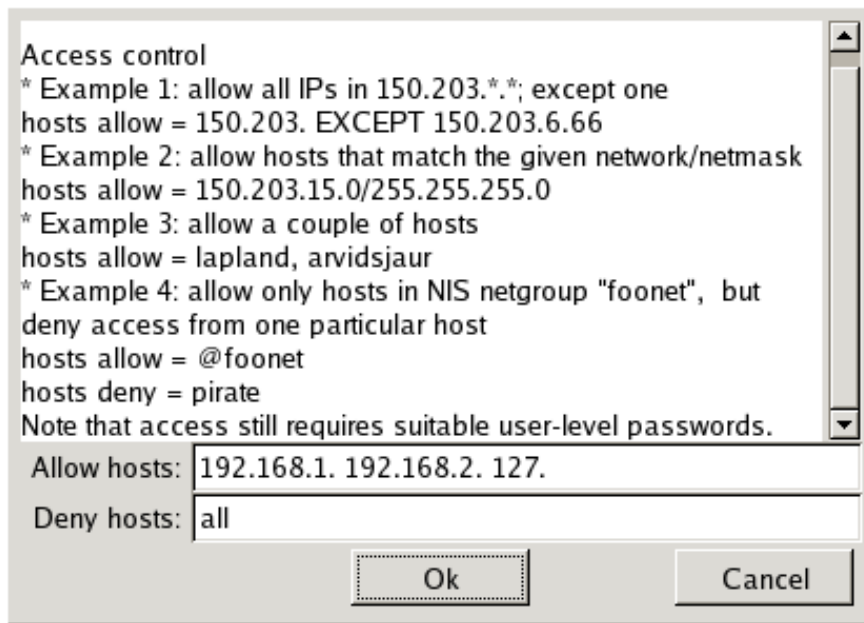 Access control
* Example 1: allow all IPs in 150.203.*.*; except one
hosts allow = 150.203. EXCEPT 150.203.6.66
* Example 2: allow hosts that match the given network/netmask
hosts allow = 150.203.15.0/255.255.255.0
* Example 3: allow a couple of hosts
hosts allow = lapland, arvidsjaur
* Example 4: allow only hosts in NIS netgroup "foonet",  but
deny access from one particular host
hosts allow = @foonet
hosts deny = pirate
Note that access still requires suitable user-level passwords.
Allow hosts: 192.168.1. 192.168.2. 127.
Deny hosts: all
Ok Cancel